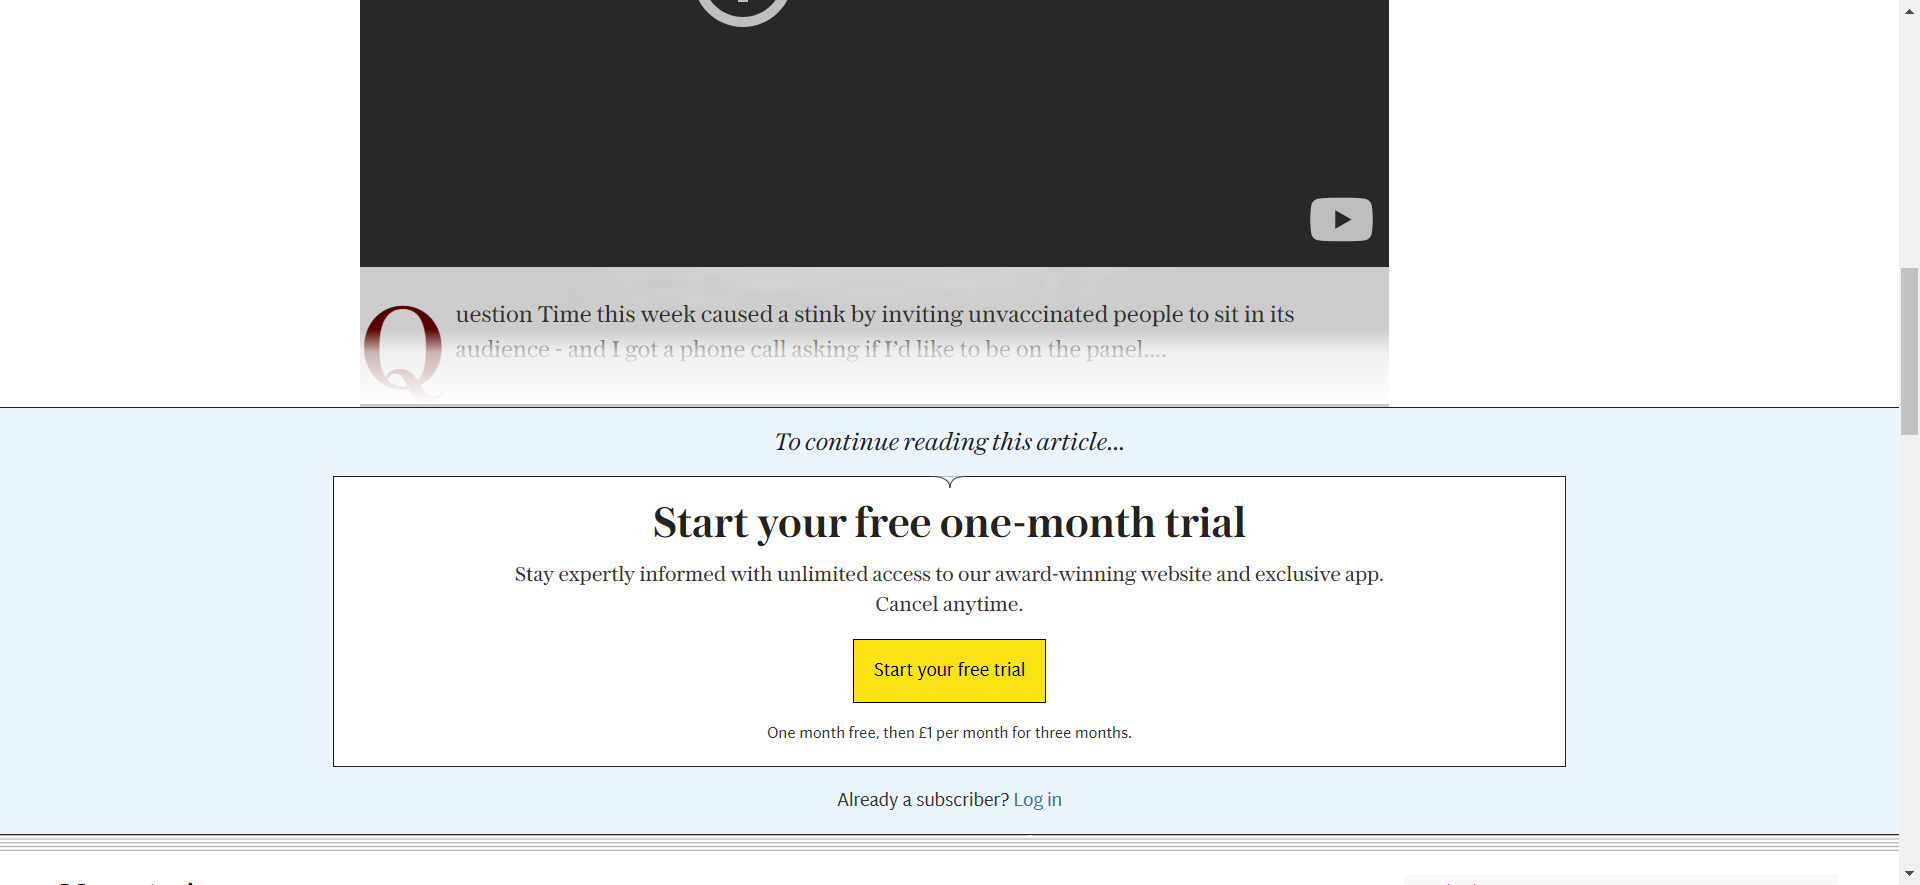 Question Time this week caused a stink by inviting unvaccinated people to sit in its
audience - and I got a phone call asking if I'd like to be on the panel....
To continue reading this article...
Start your free one-month trial
Stay expertly informed with unlimited access to our award-winning website and exclusive app.
Cancel anytime.
Start your free trial
One month free, then £1 per month for three months.
Already a subscriber? Log in